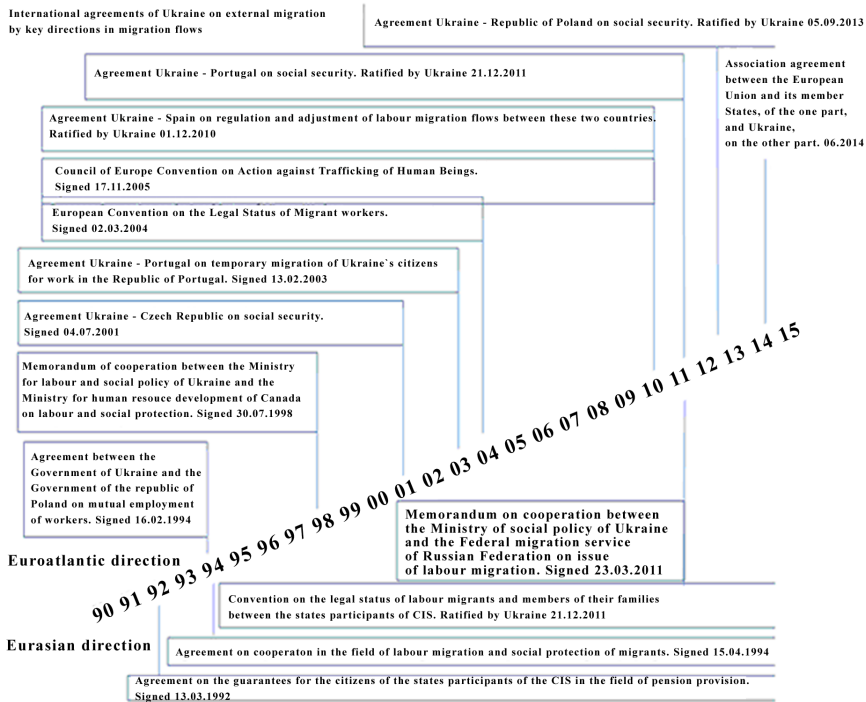 International agreements of Ukraine on external migration
by key directions in migration flows
Agreement Ukraine - Republic of Poland on social security. Ratified by Ukraine 05.09.2013
Association agreement
between the European
Union and its member
States, of the one part,
and Ukraine,
on the other part. 06.2014
Agreement Ukraine - Portugal on social security. Ratified by Ukraine 21.12.2011
Agreement Ukraine - Spain on regulation and adjustment of labour migration flows between these two countries.
Ratified by Ukraine 01.12.2010
Council of Europe Convention on Action against Trafficking of Human Beings.
Signed 17.11.2005
European Convention on the Legal Status of Migrant workers.
Signed 02.03.2004
Agreement Ukraine - Portugal on temporary migration of Ukraine`s citizens
for work in the Republic of Portugal. Signed 13.02.2003
Agreement Ukraine - Czech Republic on social security.
Signed 04.07.2001
Memorandum of cooperation between the Ministry
for labour and social policy of Ukraine and the
Ministry for human resouce development of Canada
on labour and social protection. Signed 30.07.1998
Agreement between the
Government of Ukraine and the
Government of the republic of
Poland on mutual employment
of workers. Signed 16.02.1994
Euroatlantic direction
90 91 92 93 94 95 96 97 98 99 00 01 02 03 04 05 06 07 08 09 10 11 12 13 14 15
Memorandum on cooperation between
the Ministry of social policy of Ukraine
and the Federal migration service
of Russian Federation on issue
of labour migration. Signed 23.03.2011
Convention on the legal status of labour migrants and members of their families
between the states participants of CIS. Ratified by Ukraine 21.12.2011
Eurasian direction
Agreement on cooperaton in the field of labour migration and social protection of migrants. Signed 15.04.1994
Agreement on the guarantees for the citizens of the states participants of the CIS in the field of pension provision.
Signed 13.03.1992